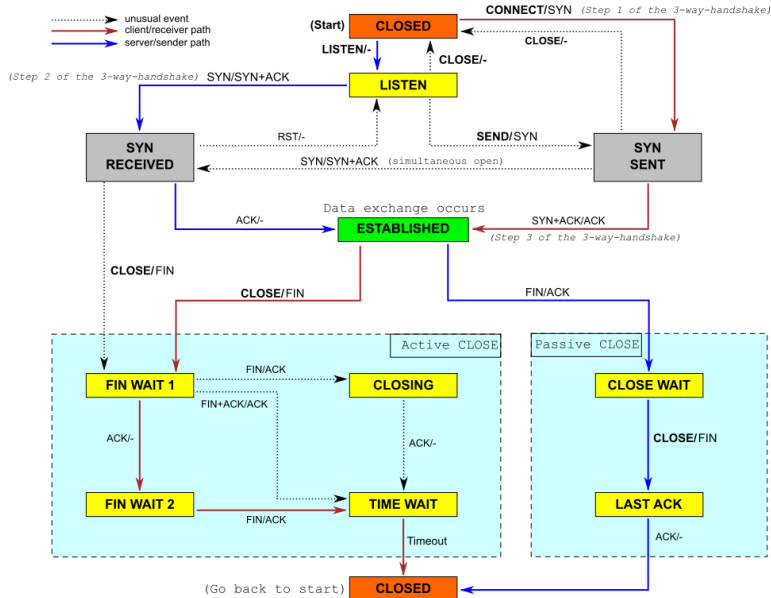 unusual event
client/receiver path
server/sender path
(Start)
CLOSED
CONNECT/SYN (Step 1 of the 3-way-handshake)
CLOSE/-
LISTEN/-
CLOSE/-
(Step 2 of the 3-way-handshake)
SYN/SYN+ACK
LISTEN
RST/-
SEND/SYN
SYN
RECEIVED
SYN
SENT
SYN/SYN+ACK (simultaneous open)
Data exchange occurs
ACK/-
ESTABLISHED
SYN+ACK/ACK
(Step 3 of the 3-way-handshake)
CLOSE/FIN
CLOSE/FIN
FIN/ACK
Active CLOSE
Passive CLOSE
FIN WAIT 1
FIN/ACK
CLOSING
CLOSE WAIT
FIN+ACK/ACK
ACK/-
ACK/-
CLOSE/FIN
FIN WAIT 2
FIN/ACK
TIME WAIT
LAST ACK
Timeout
ACK/-
(Go back to start)
CLOSED